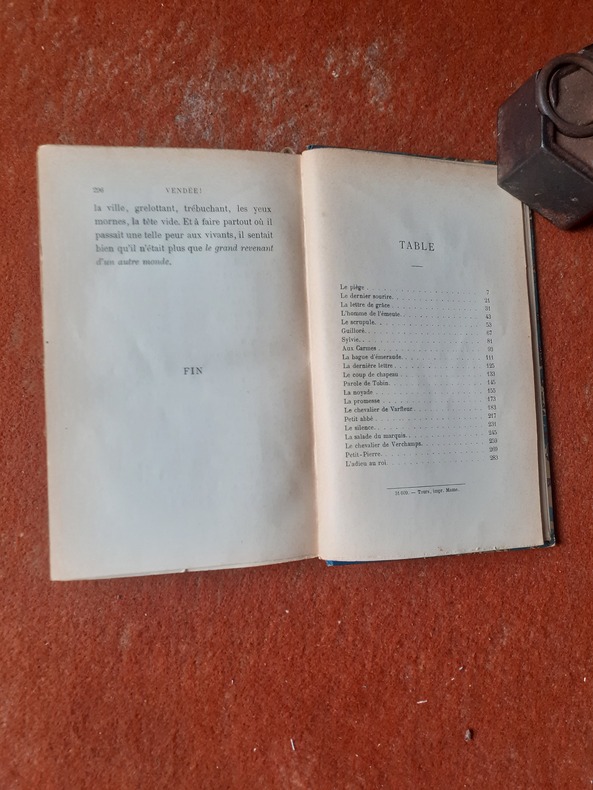 296 VENDÉE!
la ville, grelottant, trébuchant, les yeux
mornes, la tête vide. Et à faire partout où il
passait une telle peur aux vivants, il sentait
bien qu'il n'était plus que le grand revenant
d'un autre monde.
FIN
TABLE
Le piège . . . 7
Le dernier sourire. . . . 21
La lettre de grâce . . . 31
L'homme de l'émeute. . . . 43
Le scrupule. . . . 53
Guilloré. . . . 67
Sylvie. . . . 81
Aux Carmes . . . 91
La bague d'émeraude. . . . 111
La dernière lettre . . . 125
Le coup de chapeau . . . 133
Parole de Tobin. . . . 145
La noyade . . . 155
La promesse . . . 173
Le chevalier de Varfleur . . . 183
Petit abbé . . . 217
Le silence. . . . 231
La salade du marquis. . . . 245
Le chevalier de Verchamps. . . . 253
Petit-Pierre. . . . 269
L'adieu au roi. . . . 281
— Tours, impr. Mame.